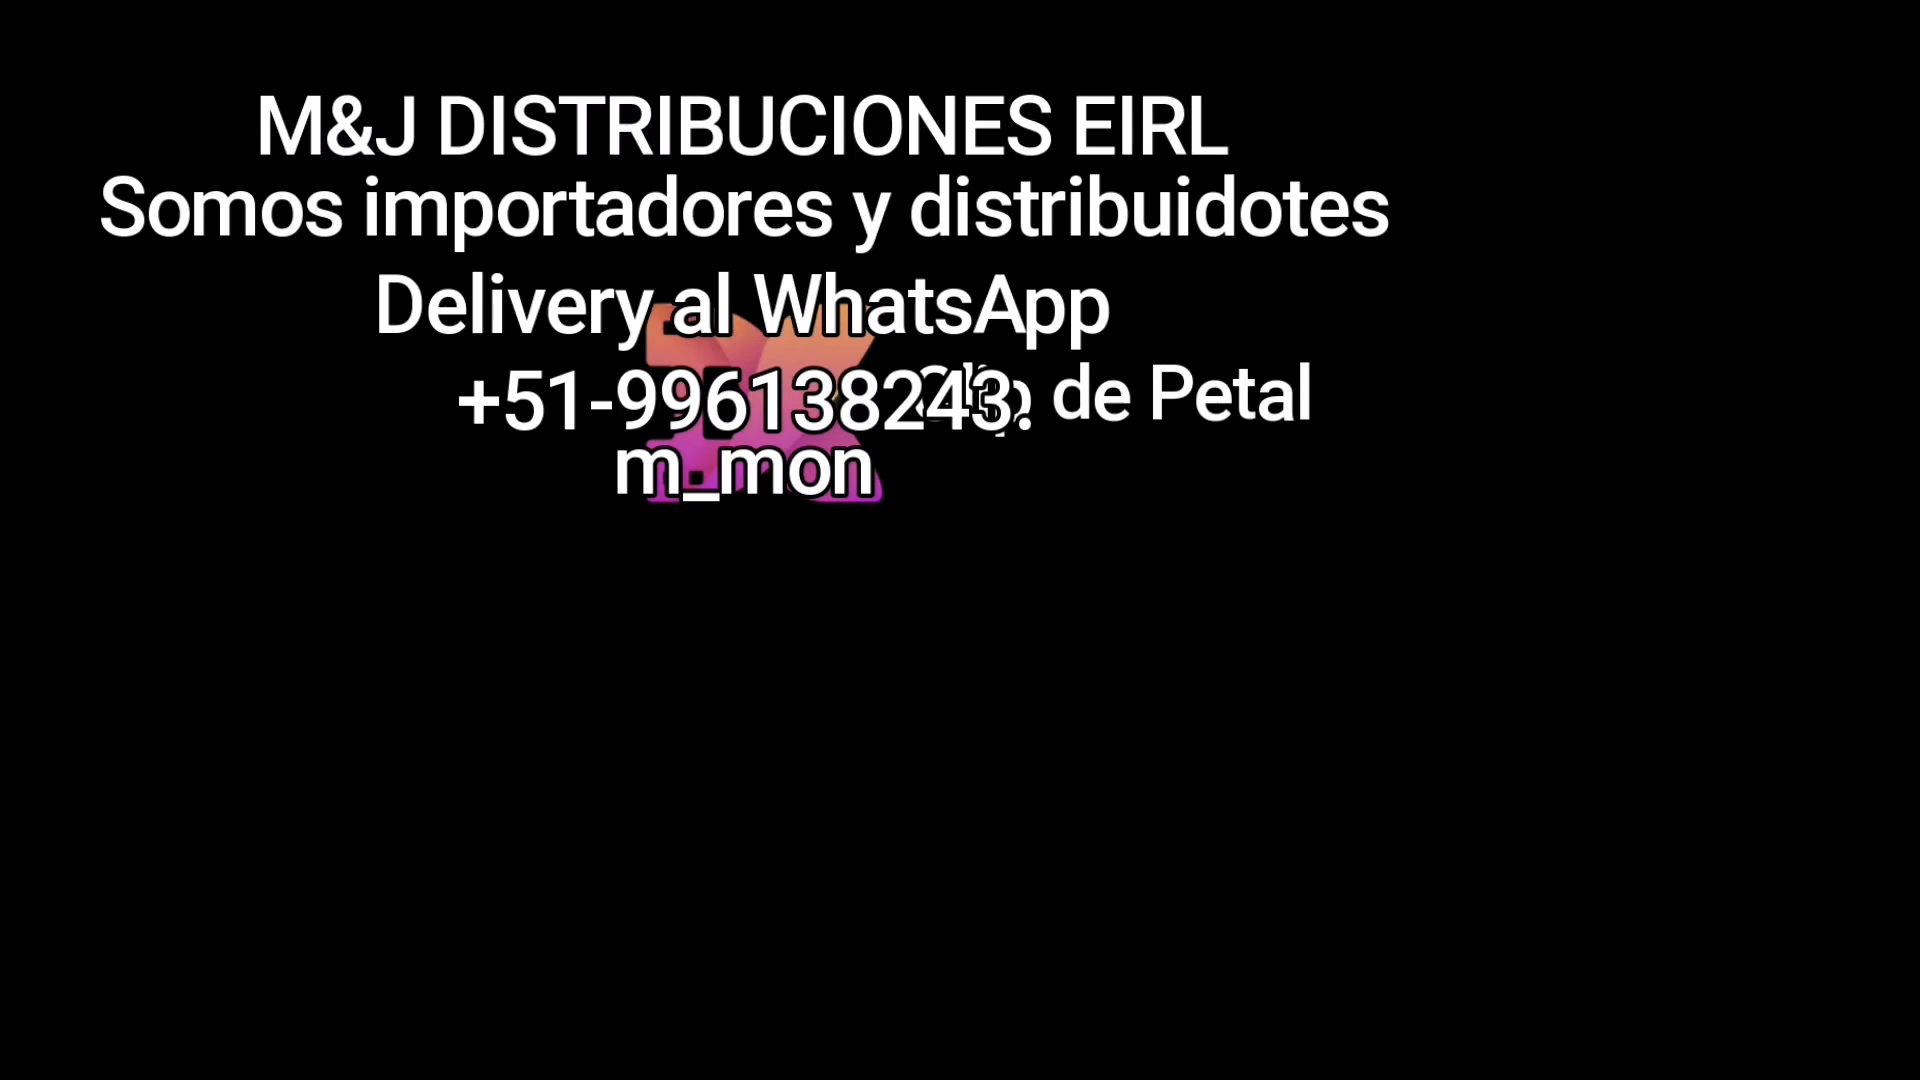 M&J DISTRIBUCIONES EIRL
Somos importadores y distribuidotes
Delivery al WhatsApp
+51-996138243.
de Petal
m_mon